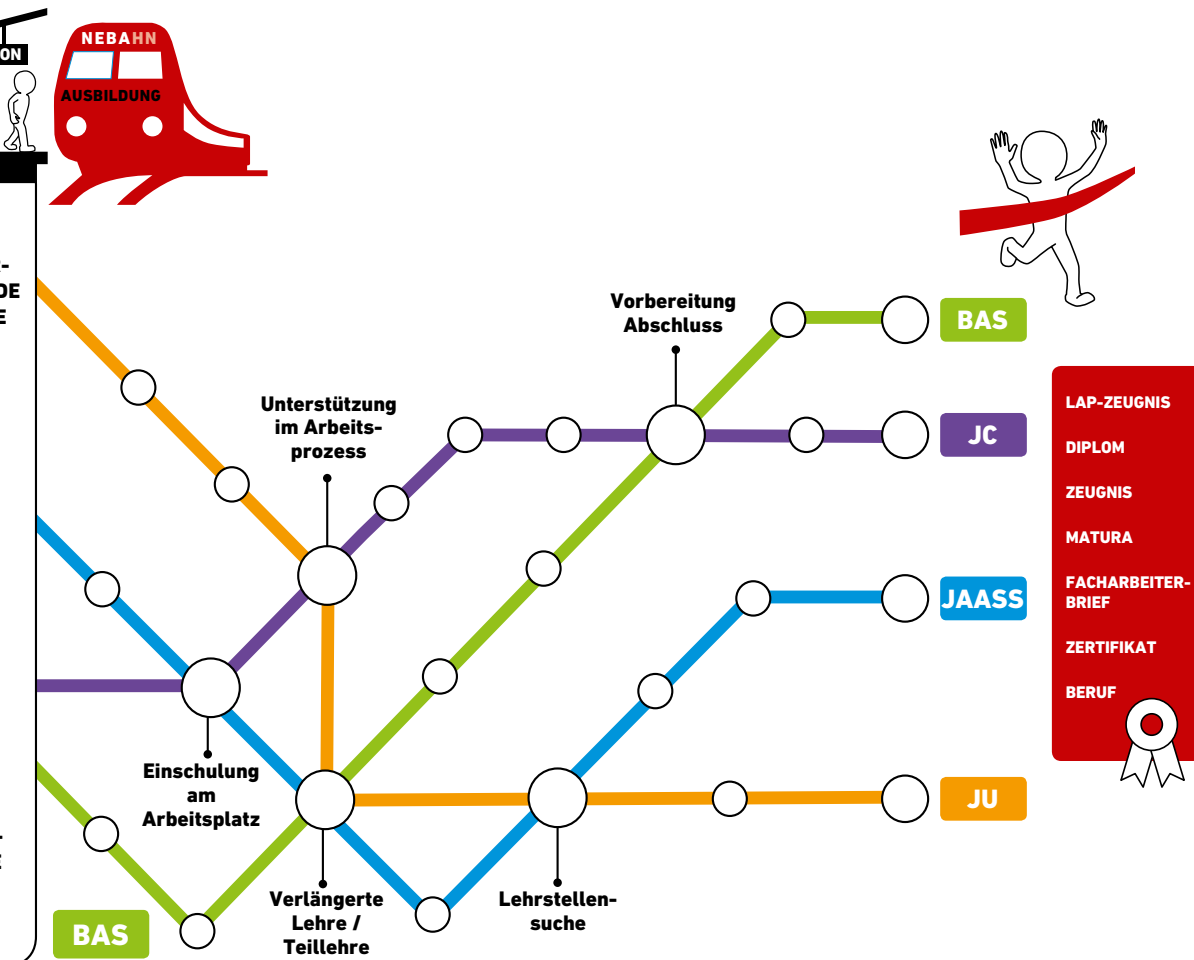 NEBAHN
AUSBILDUNG
Vorbereitung
Abschluss
BAS
Unterstützung
im Arbeits-
prozess
JC
LAP-ZEUGNIS
DIPLOM
ZEUGNIS
MATURA
FACHARBEITER-
BRIEF
ZERTIFIKAT
BERUF
JAASS
Einschulung
am
Arbeitsplatz
JU
Verlängerte
Lehre /
Teillehre
Lehrstellen-
suche
BAS